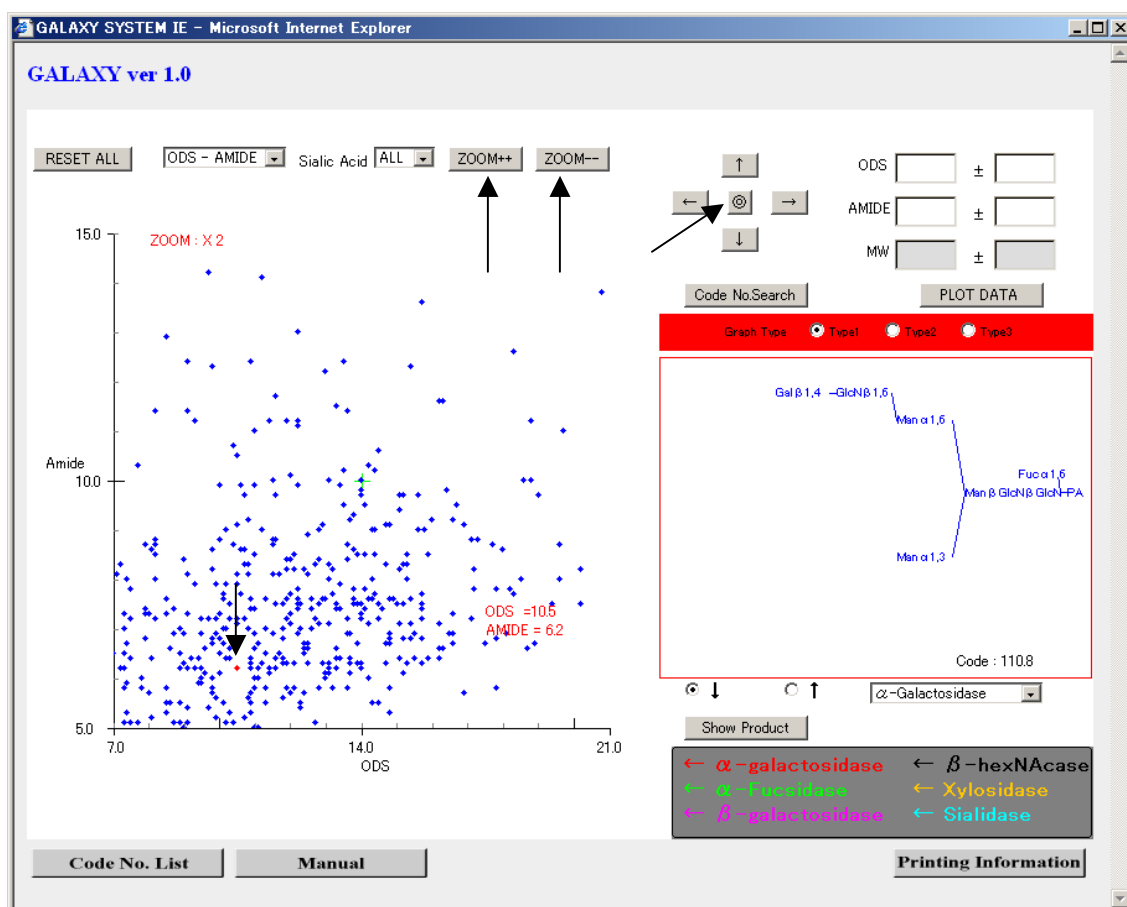 GALAXY SYSTEM IE - Microsoft Internet Explorer
GALAXY ver 1.0
RESET ALL
ODS - AMIDE
Sialic Acid
ALL
ZOOM++
ZOOM--
↑
← ◎ →
↓
ODS ±
AMIDE ±
MW ±
Code No.Search
PLOT DATA
Graph Type Type1 Type2 Type3
15.0
ZOOM : X 2
Amide
10.0
ODS =10.5
AMIDE = 6.2
5.0
7.0
14.0
21.0
ODS
Galβ1,4 -GlcNβ1,6
Manα1,6
Fucα1,6
Manβ GlcNβ GlcN-PA
Manα1,3
Code : 110.8
↓ ↑
α-Galactosidase
Show Product
← α-galactosidase
← β-hexNAcase
← α-Fucsidase
← Xylosidase
← β-galactosidase
← Sialidase
Code No. List
Manual
Printing Information